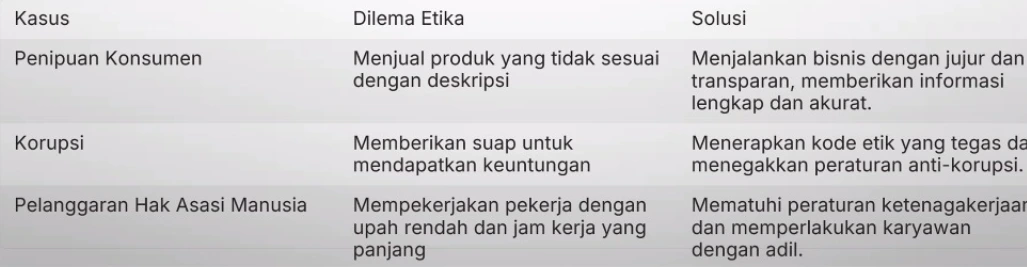 Kasus
Dilema Etika
Solusi
Penipuan Konsumen
Menjual produk yang tidak sesuai
dengan deskripsi
Menjalankan bisnis dengan jujur dan
transparan, memberikan informasi
lengkap dan akurat.
Korupsi
Memberikan suap untuk
mendapatkan keuntungan
Menerapkan kode etik yang tegas da
menegakkan peraturan anti-korupsi.
Pelanggaran Hak Asasi Manusia
Mempekerjakan pekerja dengan
upah rendah dan jam kerja yang
panjang
Mematuhi peraturan ketenagakerjaan
dan memperlakukan karyawan
dengan adil.